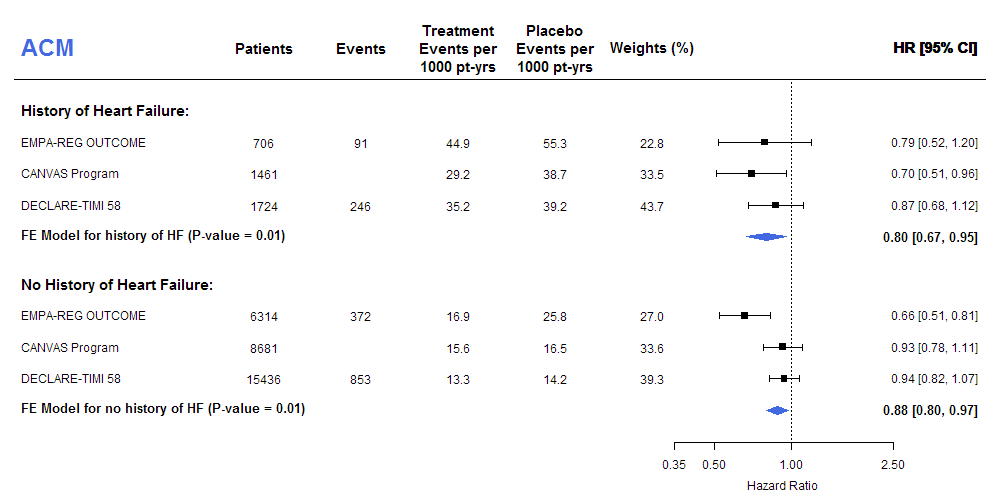 ACM Patients Events Treatment Events per 1000 pt-yrs Placebo Events per 1000 pt-yrs Weights (%) HR [95% CI]
History of Heart Failure:
EMPA-REG OUTCOME 706 91 44.9 55.3 22.8 0.79 [0.52, 1.20]
CANVAS Program 1461 29.2 38.7 33.5 0.70 [0.51, 0.96]
DECLARE-TIMI 58 1724 246 35.2 39.2 43.7 0.87 [0.68, 1.12]
FE Model for history of HF (P-value = 0.01) 0.80 [0.67, 0.95]
No History of Heart Failure:
EMPA-REG OUTCOME 6314 372 16.9 25.8 27.0 0.66 [0.51, 0.81]
CANVAS Program 8681 15.6 16.5 33.6 0.93 [0.78, 1.11]
DECLARE-TIMI 58 15436 853 13.3 14.2 39.3 0.94 [0.82, 1.07]
FE Model for no history of HF (P-value = 0.01) 0.88 [0.80, 0.97]
0.35 0.50 1.00 2.50
Hazard Ratio